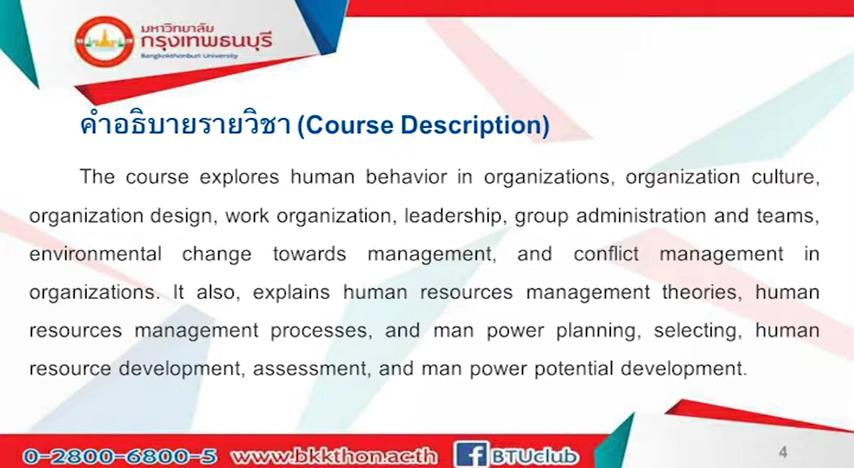 มหาวิทยาลัย
กรุงเทพธนบุรี
Bangkokthonburi University
คำอธิบายรายวิชา (Course Description)
The course explores human behavior in organizations, organization culture,
organization design, work organization, leadership, group administration and teams,
environmental change towards management, and conflict management in
organizations. It also, explains human resources management theories, human
resources management processes, and man power planning, selecting, human
resource development, assessment, and man power potential development.
0-2800-6800-5 www.bkkthon.ac.th f BTUclub
4